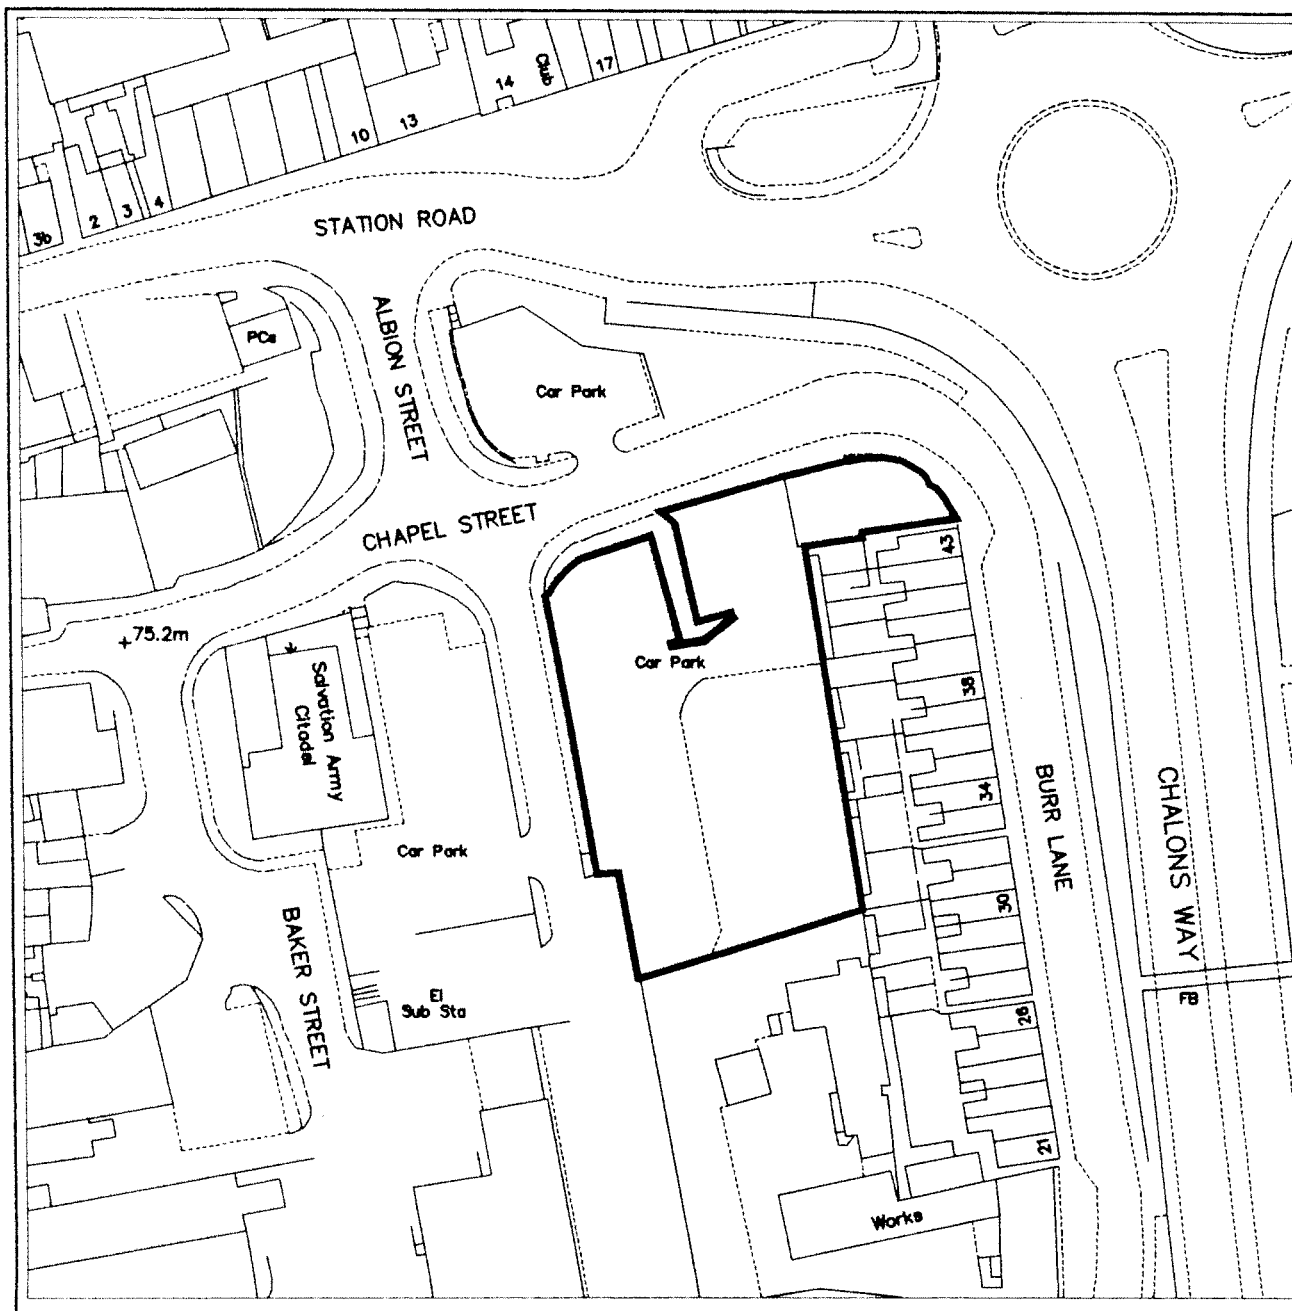 Club
17
14
13
10
4
3
2
3b
STATION ROAD
ALBION STREET
PCs
Car Park
CHAPEL STREET
43
75.2m
Salvation Army
Citadel
Car Park
38
34
BURR LANE
CHALONS WAY
Car Park
30
BAKER STREET
El
Sub Sta
FB
26
21
Works